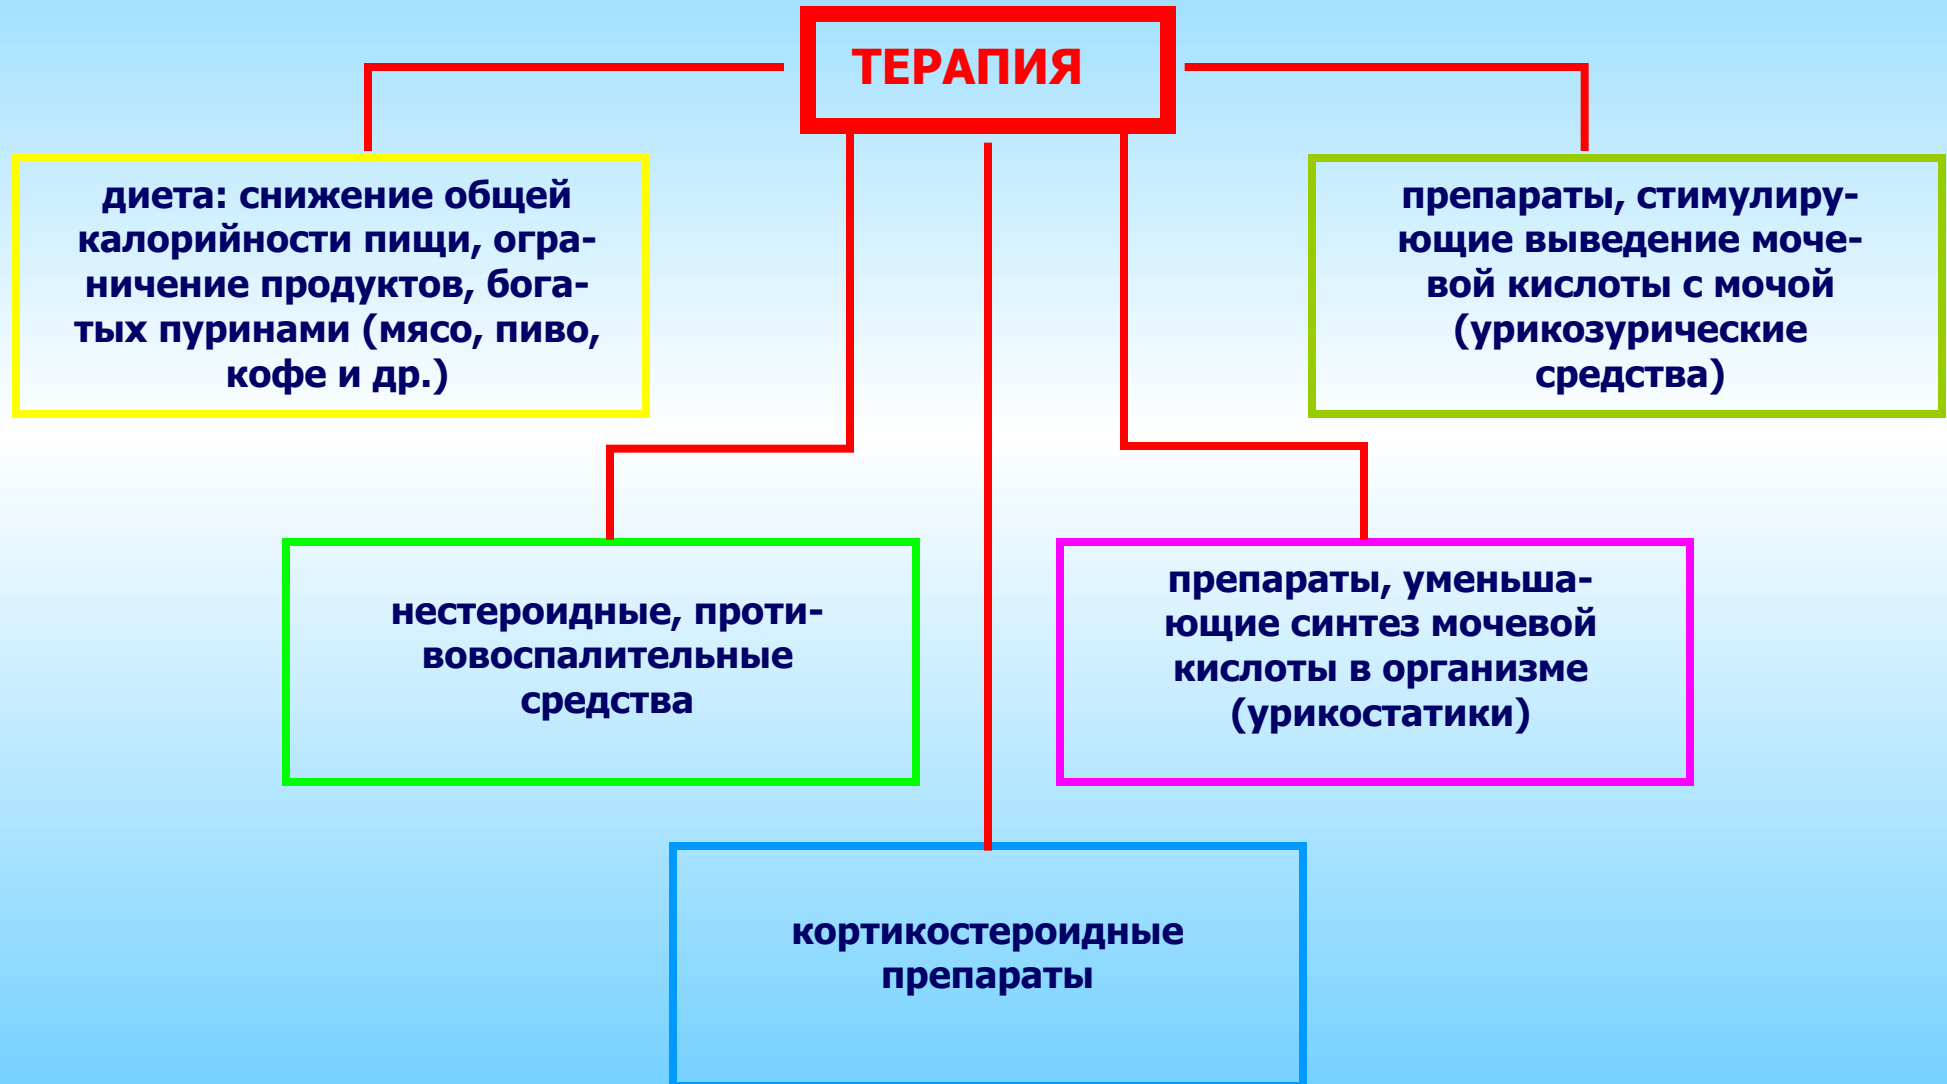 ТЕРАПИЯ
диета: снижение общей
калорийности пищи, огра-
ничение продуктов, бога-
тых пуринами (мясо, пиво,
кофе и др.)
препараты, стимулиру-
ющие выведение моче-
вой кислоты с мочой
(урикозурические
средства)
нестероидные, проти-
вовоспалительные
средства
препараты, уменьша-
ющие синтез мочевой
кислоты в организме
(урикостатики)
кортикостероидные
препараты